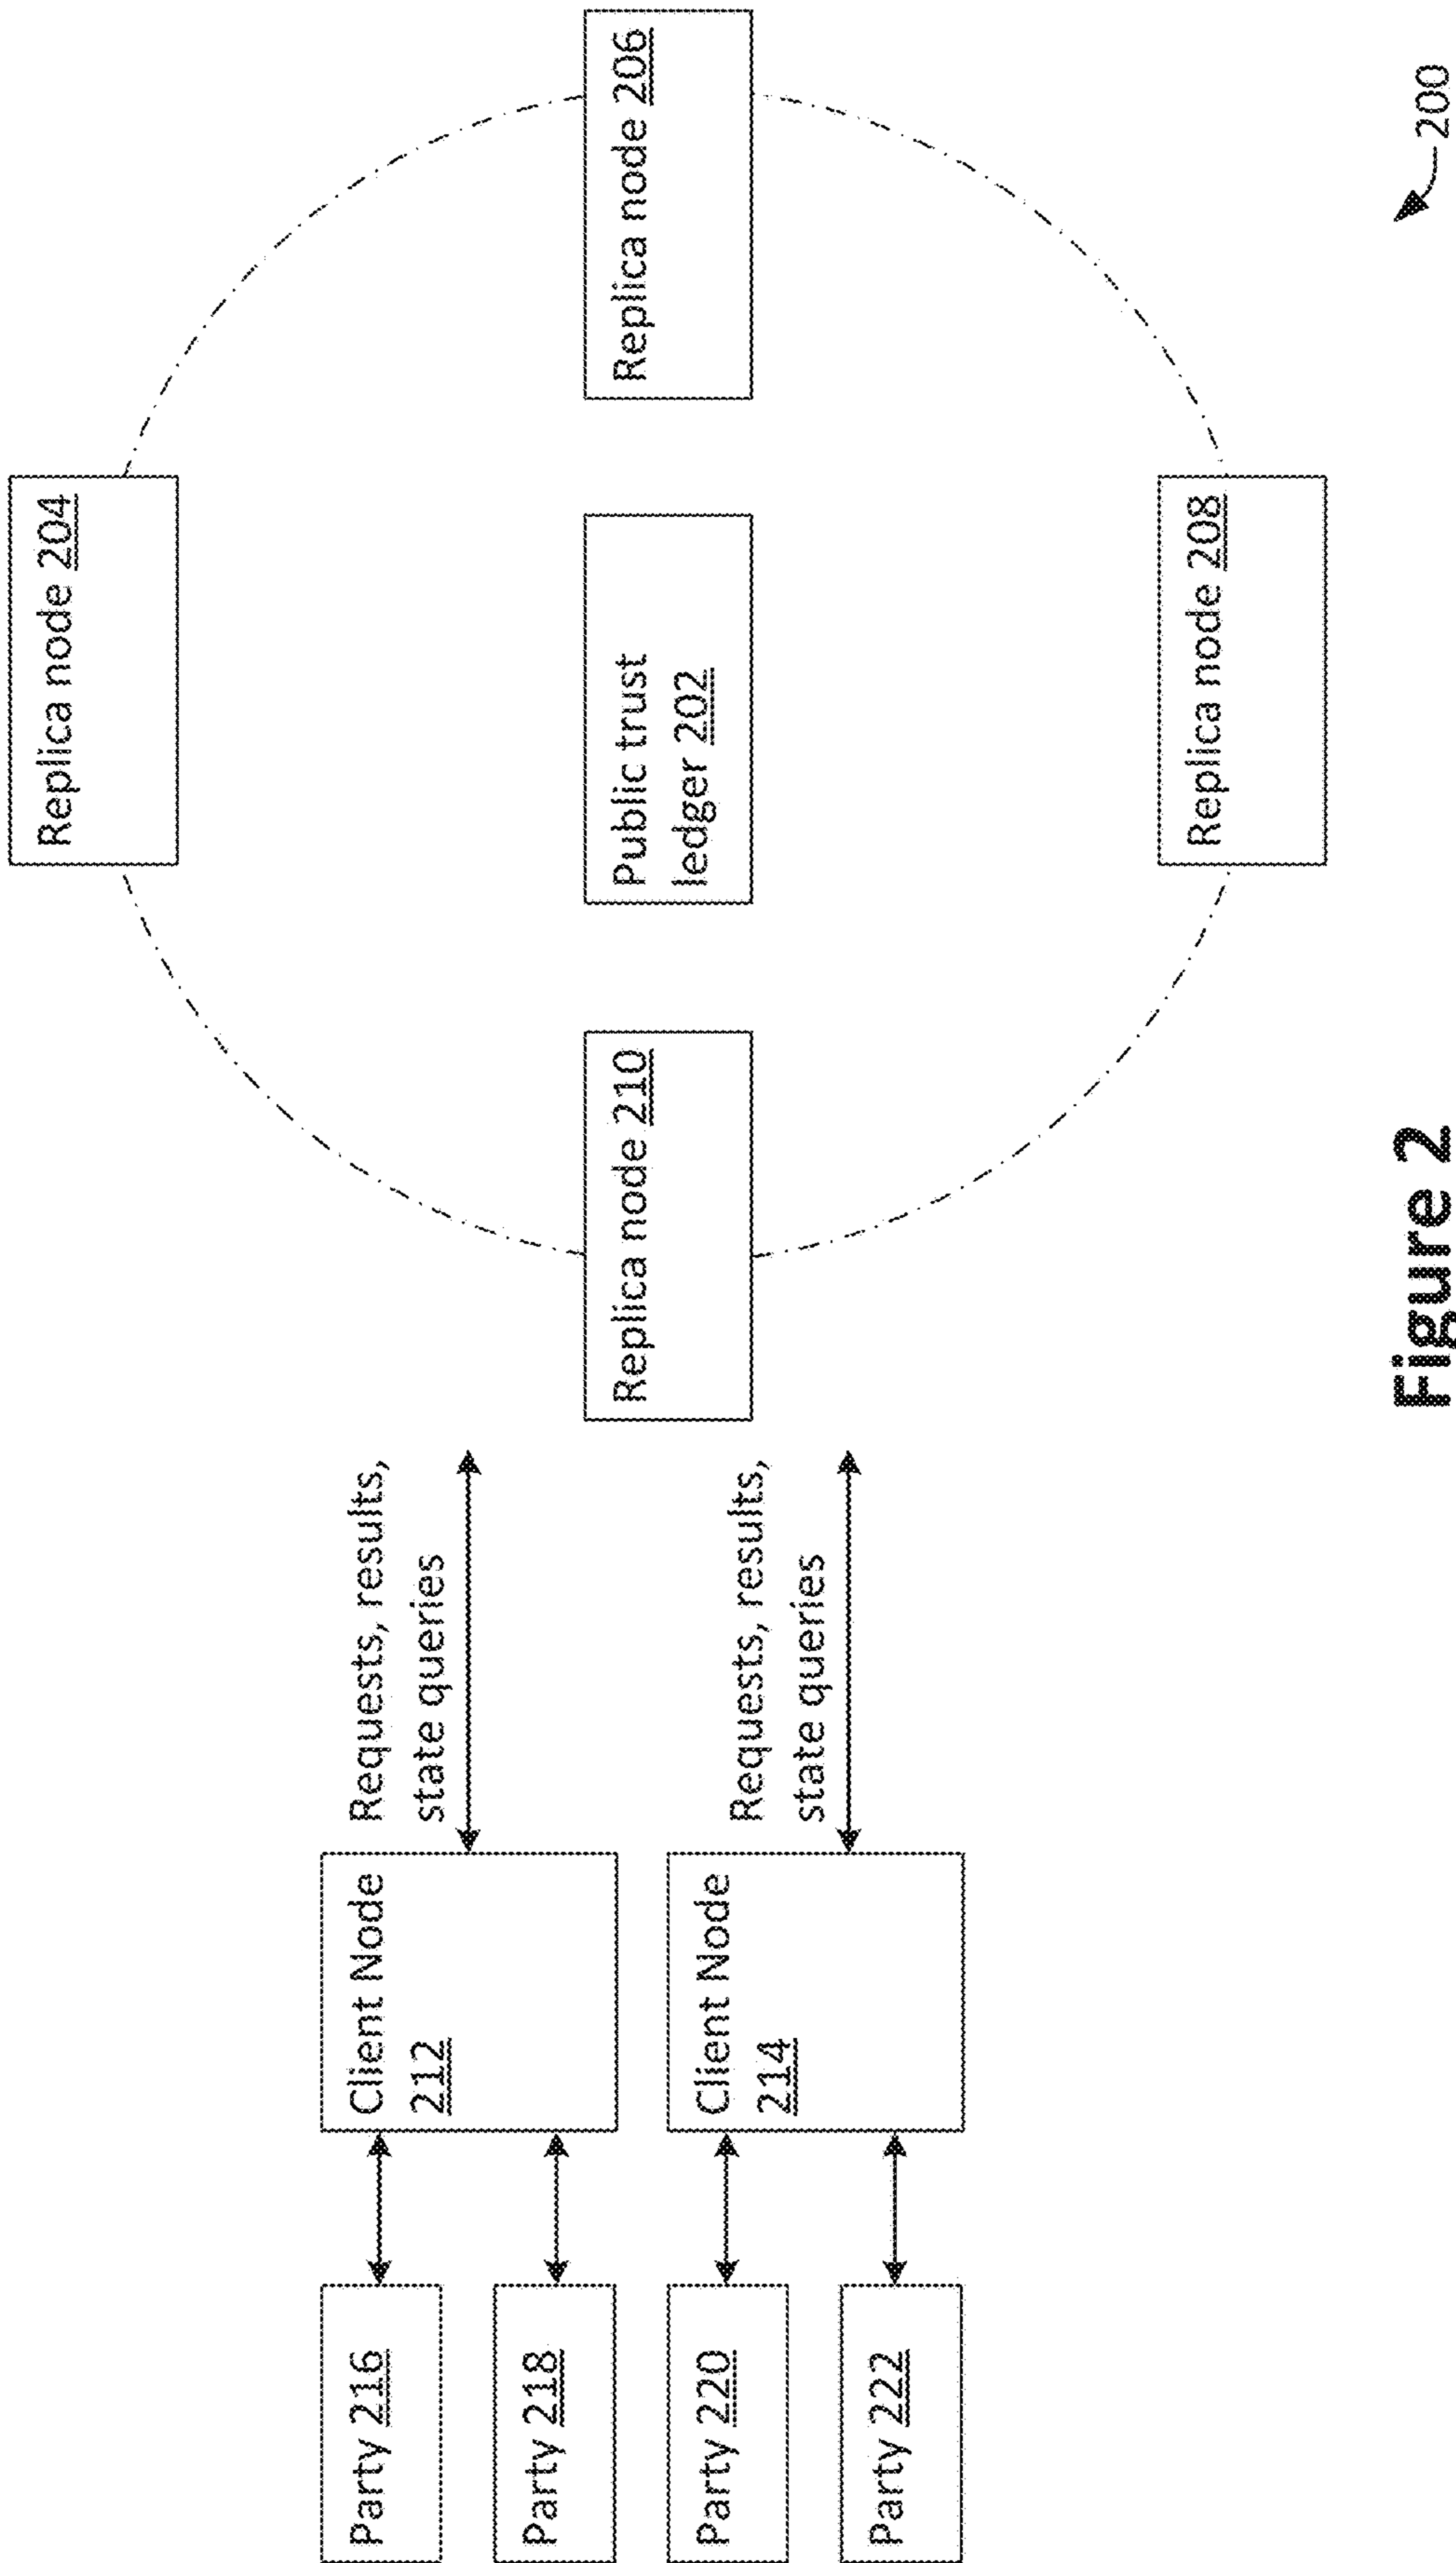 Replica node 204
Party 216
Client Node
212
Requests, results,
state queries
Party 218
Replica node 210
Public trust
ledger 202
Replica node 206
Party 220
Client Node
214
Requests, results,
state queries
Party 222
Replica node 208
Figure 2
200